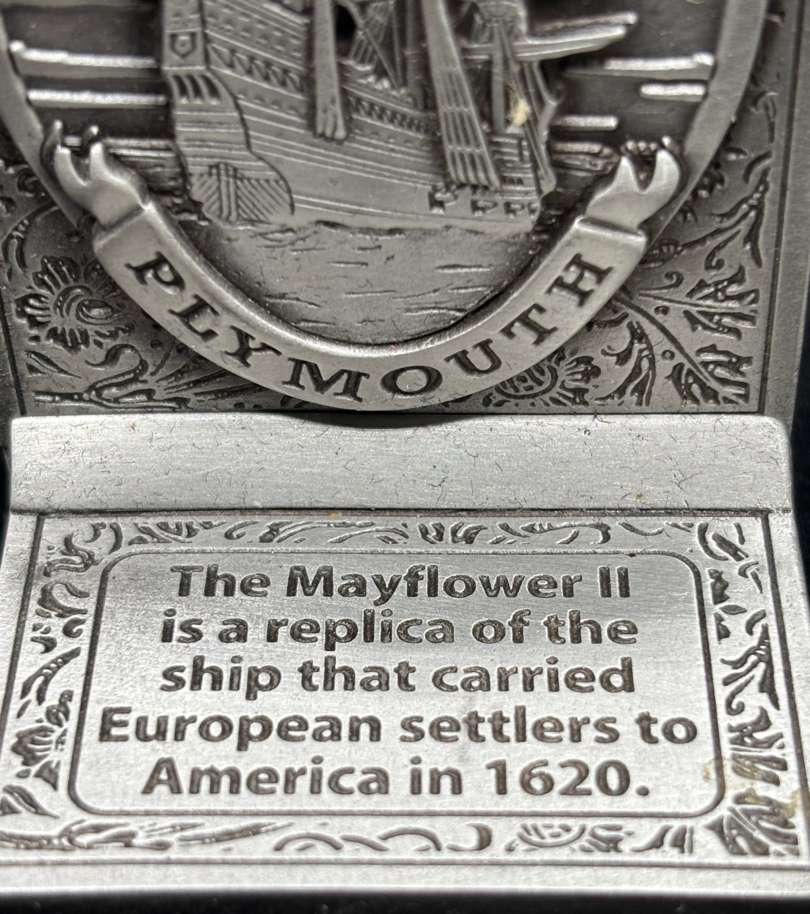 PLYMOUTH
The Mayflower II
is a replica of the
ship that carried
European settlers to
America in 1620.